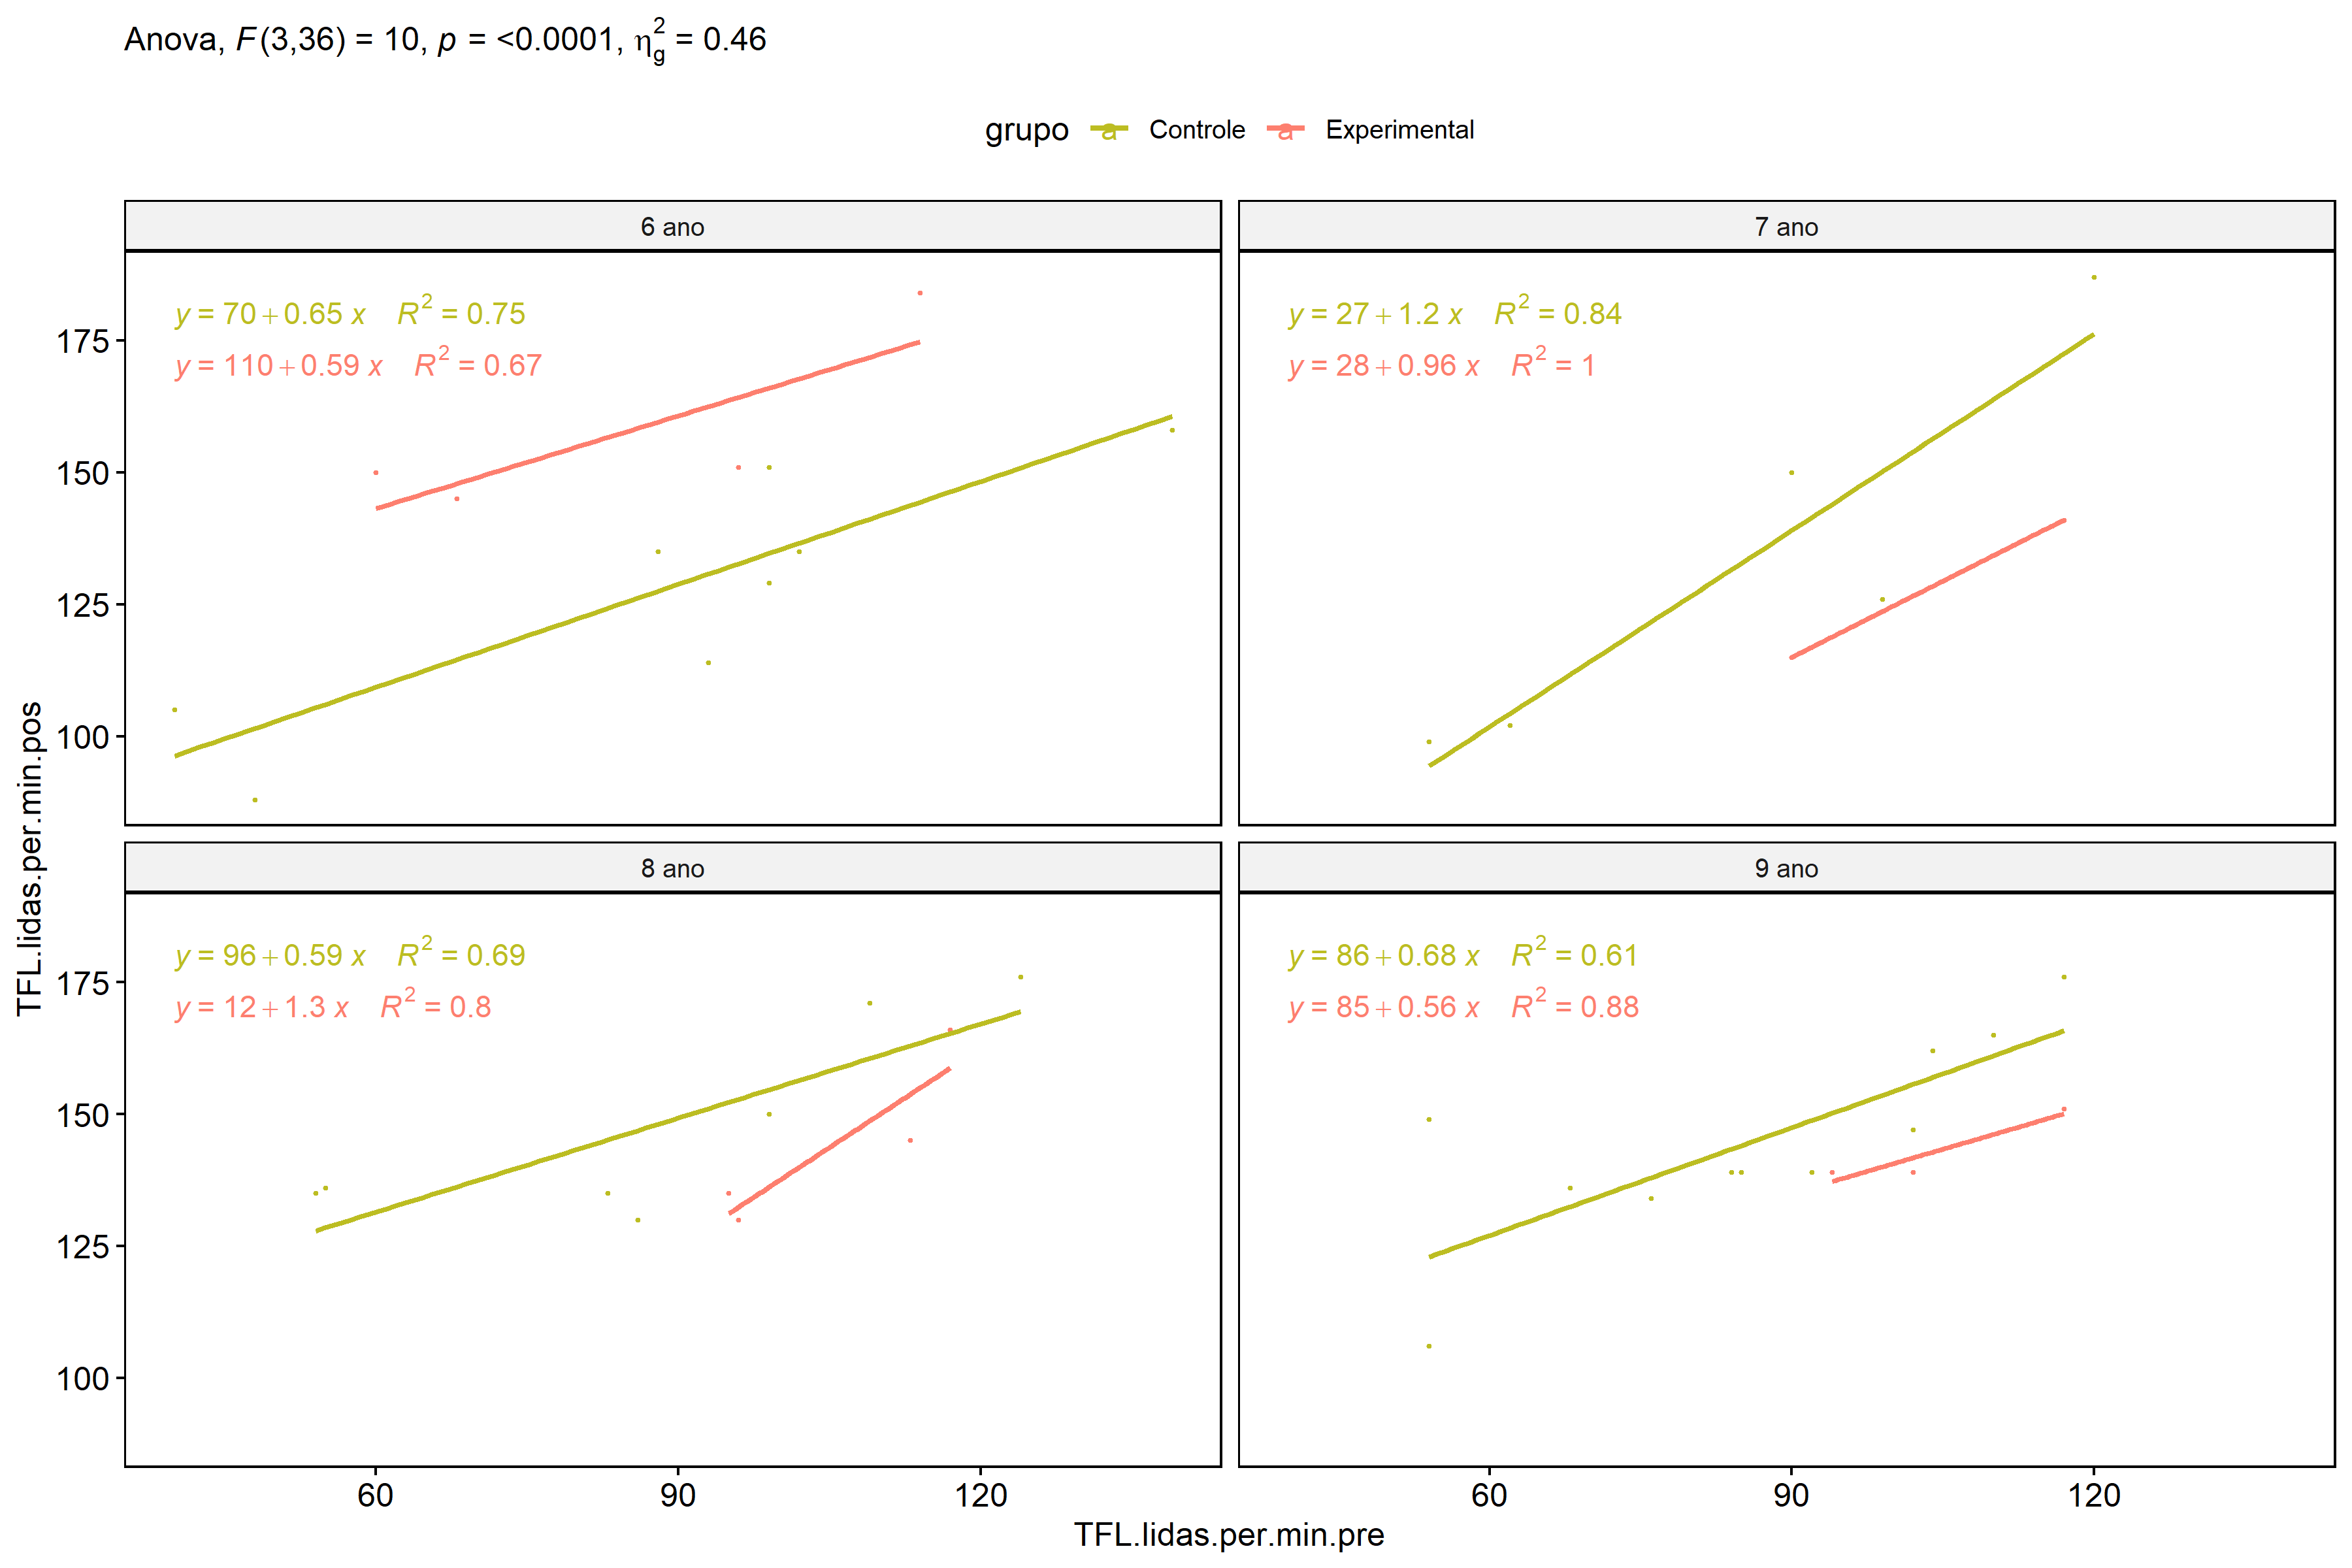 Anova, F(3,36) = 10, p = <0.0001, η²g = 0.46
grupo a Controle a Experimental
6 ano
7 ano
y = 70 + 0.65 x R² = 0.75
y = 110 + 0.59 x R² = 0.67
y = 27 + 1.2 x R² = 0.84
y = 28 + 0.96 x R² = 1
175
150
125
100
8 ano
9 ano
y = 96 + 0.59 x R² = 0.69
y = 12 + 1.3 x R² = 0.8
y = 86 + 0.68 x R² = 0.61
y = 85 + 0.56 x R² = 0.88
175
150
125
100
TFL.lidas.per.min.pos
60 90 120 60 90 120
TFL.lidas.per.min.pre